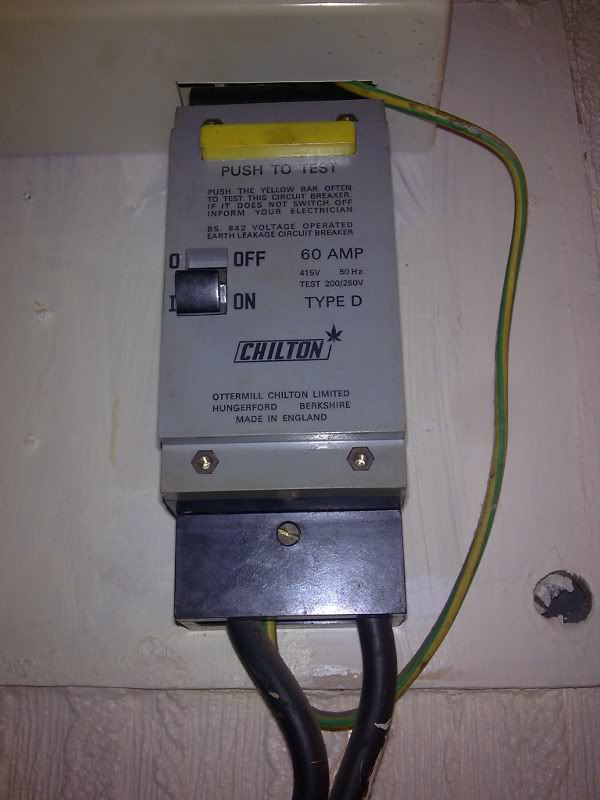 PUSH TO TEST
PUSH THE YELLOW BAR OFTEN
TO TEST THIS CIRCUIT BREAKER.
IF IT DOES NOT SWITCH OFF
INFORM YOUR ELECTRICIAN
BS. 842 VOLTAGE OPERATED
EARTH LEAKAGE CIRCUIT BREAKER
O OFF
60 AMP
415V 50 Hz
TEST 200/250V
I ON
TYPE D
CHILTON
OTTERMILL CHILTON LIMITED
HUNGERFORD BERKSHIRE
MADE IN ENGLAND